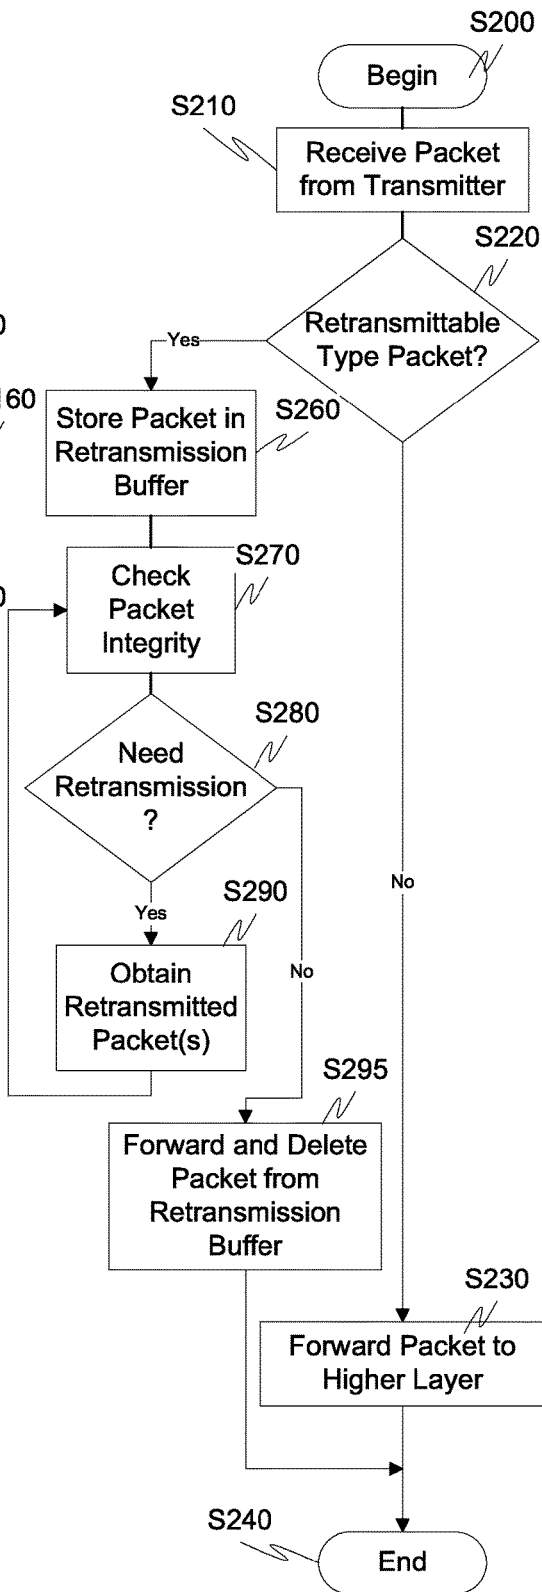 S200
Begin
S210
Receive Packet
from Transmitter
S220
Retransmittable
Type Packet?
Yes
0
160
Store Packet in
Retransmission
Buffer
S260
S270
Check
Packet
Integrity
0
S280
Need
Retransmission
?
No
Yes
S290
Obtain
Retransmitted
Packet(s)
No
S295
Forward and Delete
Packet from
Retransmission
Buffer
S230
Forward Packet to
Higher Layer
S240
End